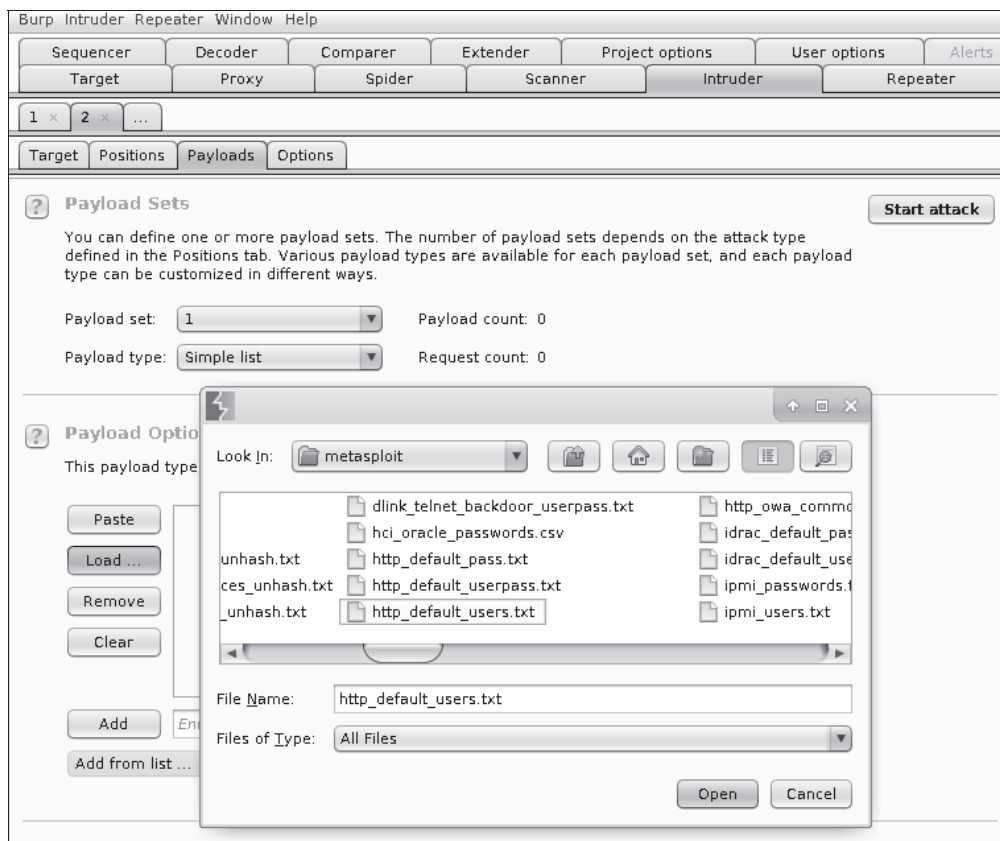 Burp Intruder Repeater Window Help
Sequencer Decoder Comparer Extender Project options User options Alerts
Target Proxy Spider Scanner Intruder Repeater
1 × 2 × ...
Target Positions Payloads Options
? Payload Sets
Start attack
You can define one or more payload sets. The number of payload sets depends on the attack type
defined in the Positions tab. Various payload types are available for each payload set, and each payload
type can be customized in different ways.
Payload set: 1 Payload count: 0
Payload type: Simple list Request count: 0
? Payload Optio
This payload type
Paste
Load ...
Remove
Clear
Add
Add from list ...
Look In: metasploit
unhash.txt
ces_unhash.txt
_unhash.txt
dlink_telnet_backdoor_userpass.txt
hci_oracle_passwords.csv
http_default_pass.txt
http_default_userpass.txt
http_default_users.txt
http_owa_commo
idrac_default_pas
idrac_default_use
ipmi_passwords.t
ipmi_users.txt
File Name: http_default_users.txt
Files of Type: All Files
Open Cancel